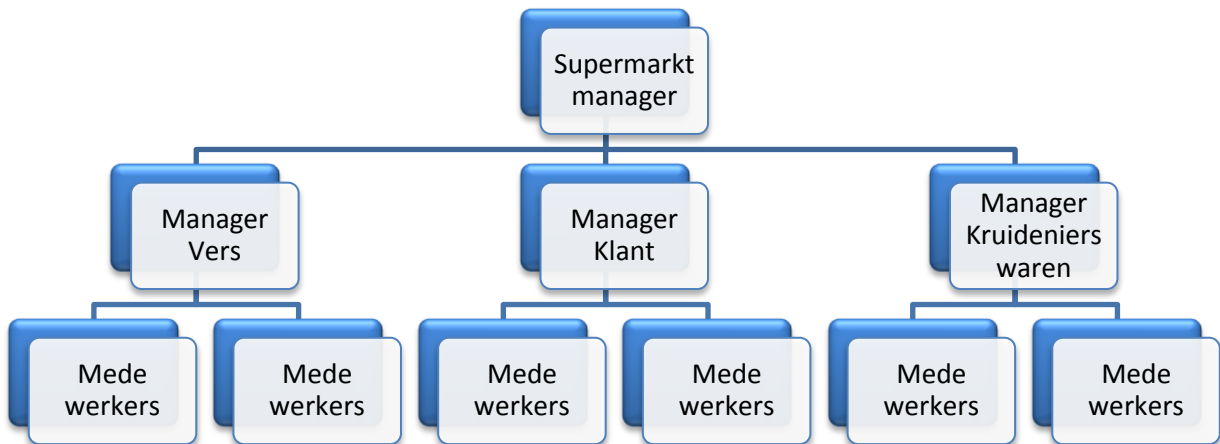 Supermarkt
manager
Manager
Vers
Manager
Klant
Manager
Kruideniers
waren
Mede
werkers
Mede
werkers
Mede
werkers
Mede
werkers
Mede
werkers
Mede
werkers